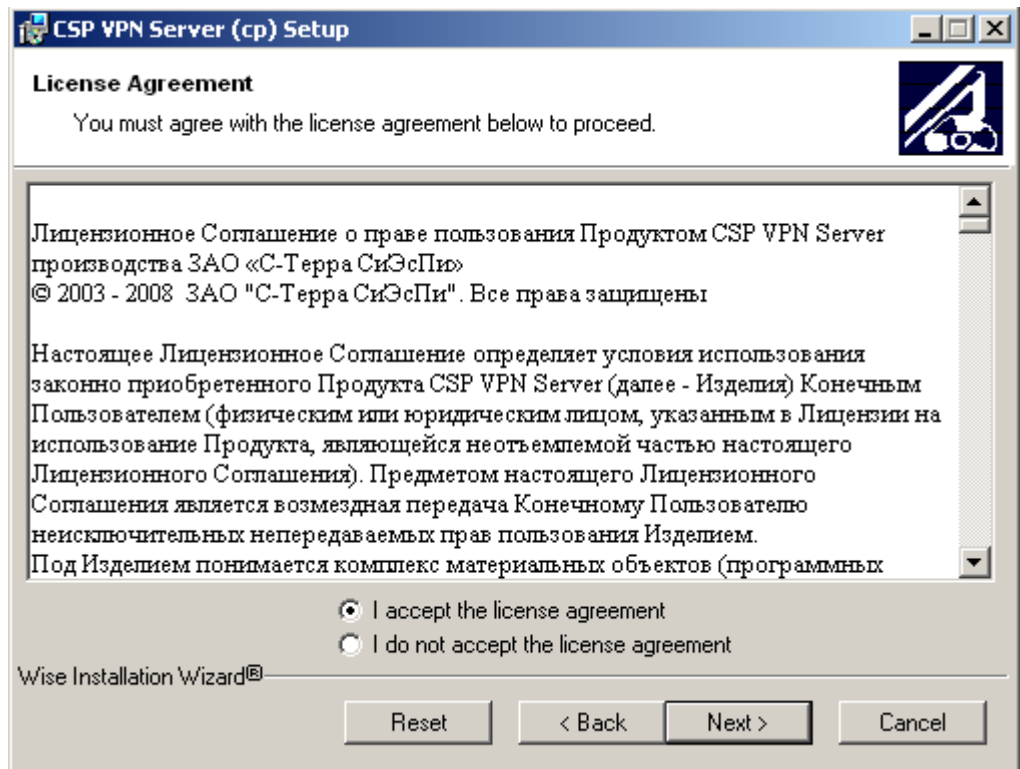 CSP VPN Server (cp) Setup
License Agreement
You must agree with the license agreement below to proceed.
Лицензионное Соглашение о праве пользования Продуктом CSP VPN Server
производства ЗАО «С-Терра СиЭсПи»
© 2003 - 2008 ЗАО "С-Терра СиЭсПи". Все права защищены
Настоящее Лицензионное Соглашение определяет условия использования
законно приобретенного Продукта CSP VPN Server (далее - Изделия) Конечным
Пользователем (физическим или юридическим лицом, указанным в Лицензии на
использование Продукта, являющейся неотъемлемой частью настоящего
Лицензионного Соглашения). Предметом настоящего Лицензионного
Соглашения является возмездная передача Конечному Пользователю
неисключительных непередаваемых прав пользования Изделием.
Под Изделием понимается комплекс материальных объектов (программных
I accept the license agreement
I do not accept the license agreement
Wise Installation Wizard®
Reset
< Back
Next >
Cancel